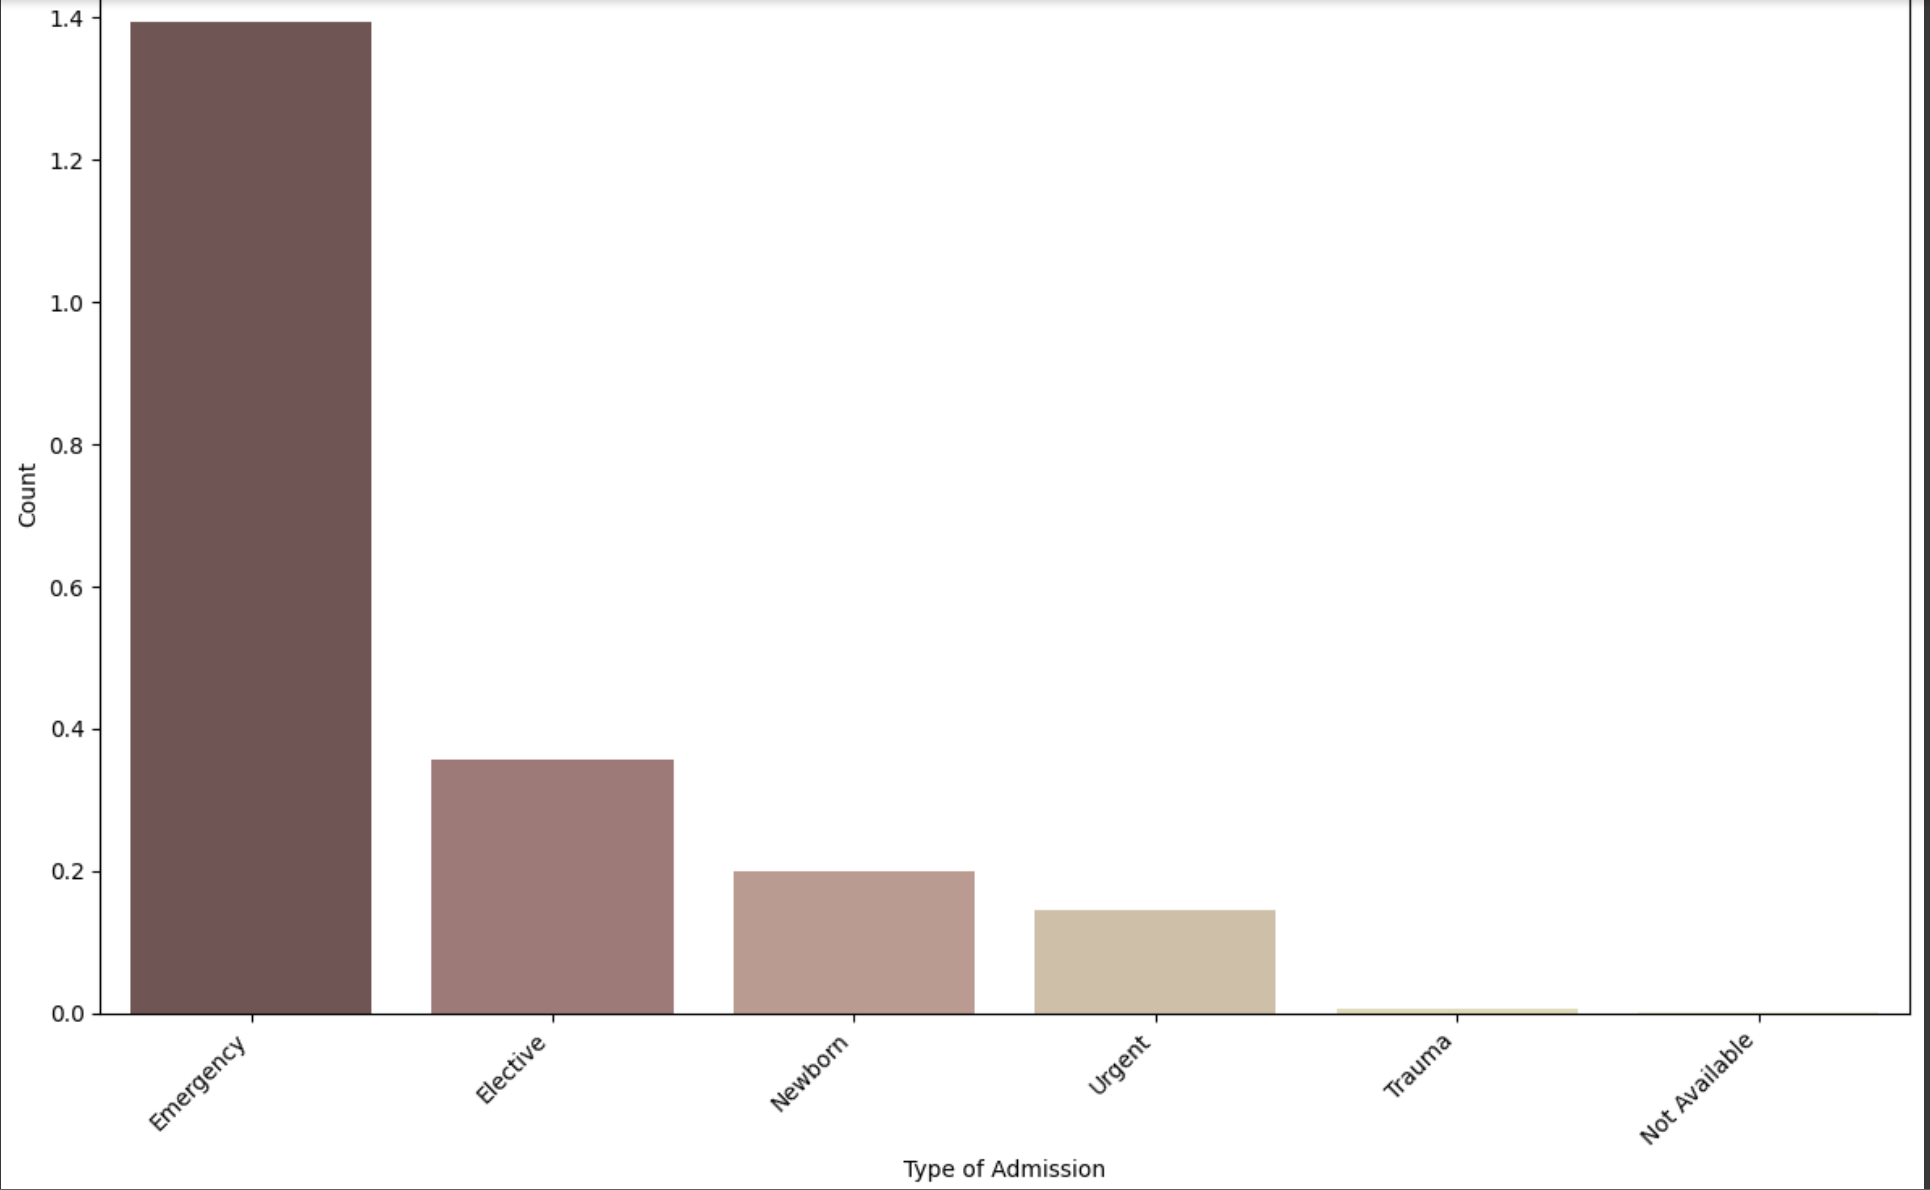 1.4
1.2
1.0
0.8
0.6
0.4
0.2
0.0
Count
Emergency
Elective
Newborn
Urgent
Trauma
Not Available
Type of Admission